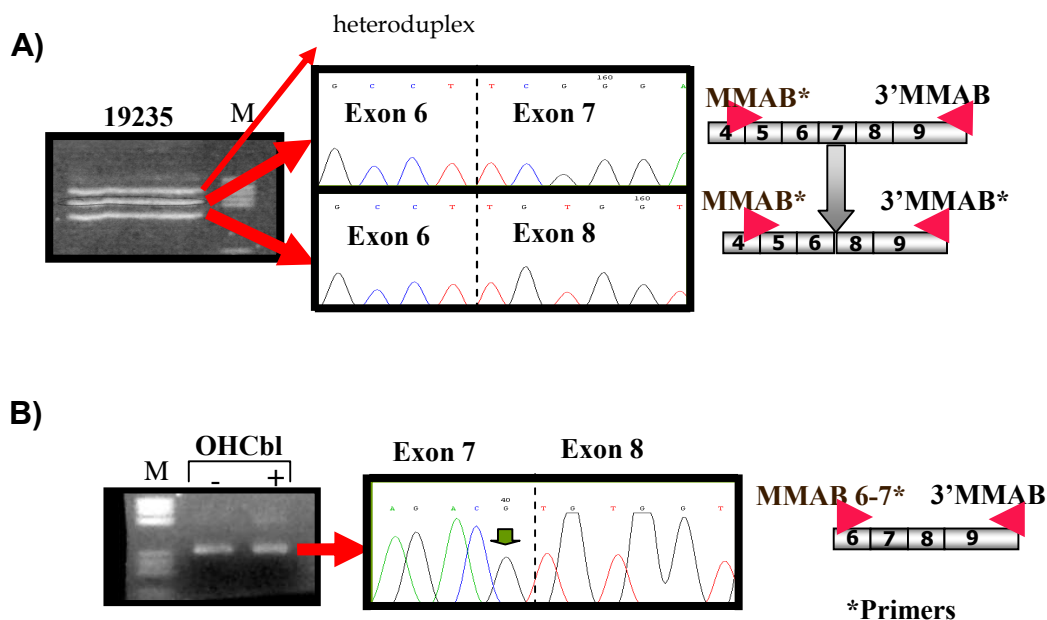 A)
heteroduplex
19235 M
160
G C C T T C G G G A
Exon 6 Exon 7
160
G C C T T G T G G T
Exon 6 Exon 8
MMAB* 3'MMAB
4 5 6 7 8 9
MMAB* 3'MMAB*
4 5 6 8 9
B)
OHCbl
M - +
Exon 7 Exon 8
40
A G A C G T G T G G T
MMAB 6-7* 3'MMAB
6 7 8 9
*Primers